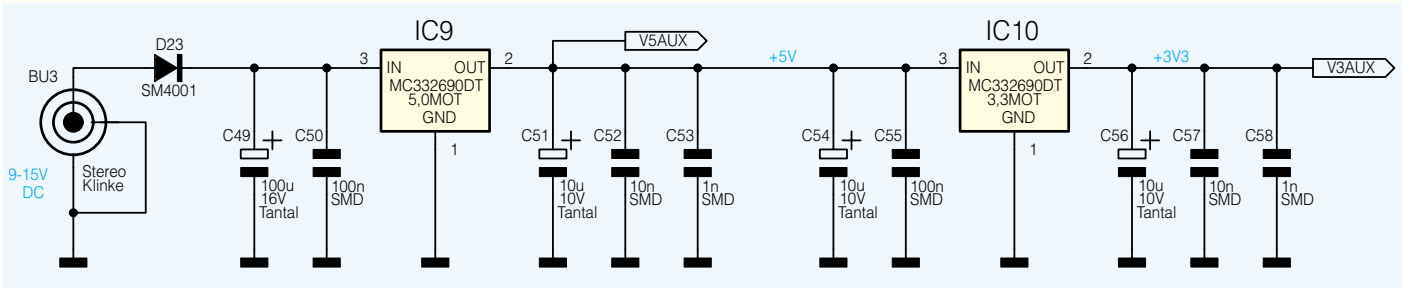 BU3
9-15V
DC
Stereo
Klinke
D23
SM4001
C49
+
100u
16V
Tantal
C50
100n
SMD
IC9
3
IN
OUT
2
MC332690DT
5,0MOT
GND
1
V5AUX
C51
+
10u
10V
Tantal
C52
10n
SMD
C53
1n
SMD
+5V
C54
+
10u
10V
Tantal
C55
100n
SMD
IC10
3
IN
OUT
2
MC332690DT
3,3MOT
GND
1
+3V3
V3AUX
C56
+
10u
10V
Tantal
C57
10n
SMD
C58
1n
SMD